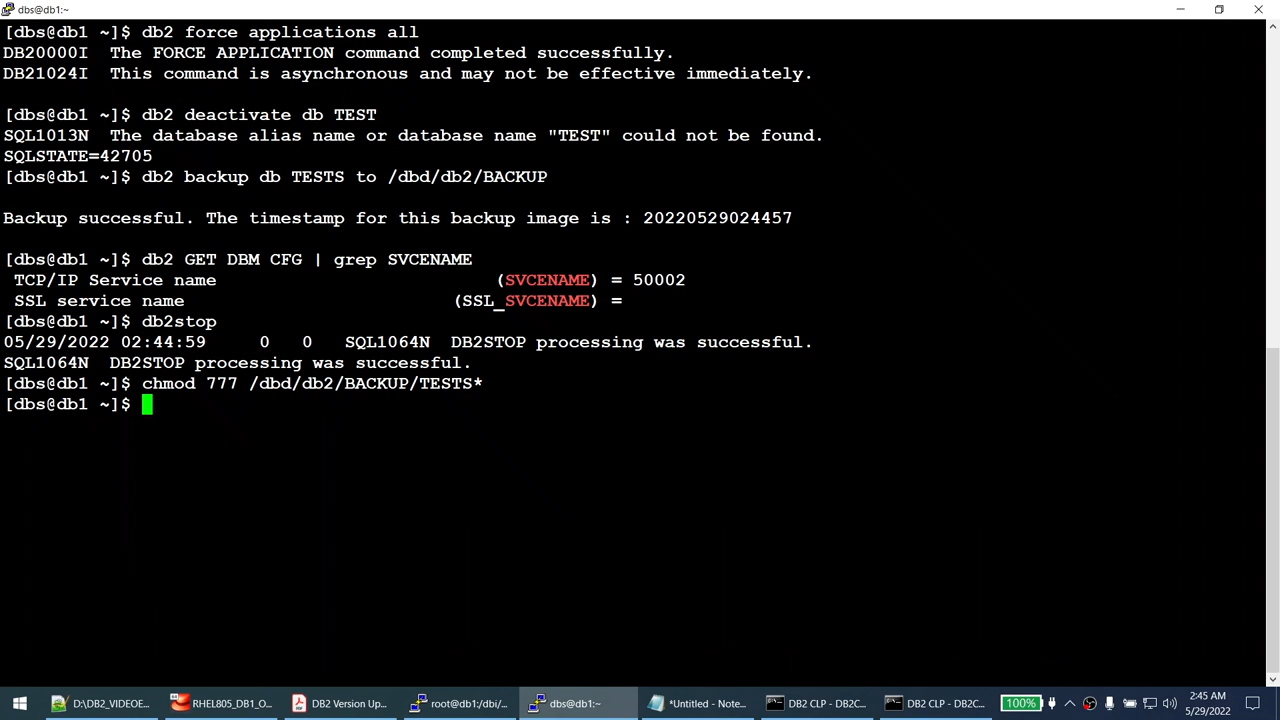 dbs@db1:~
[dbs@db1 ~]$ db2 force applications all
DB20000I  The FORCE APPLICATION command completed successfully.
DB21024I  This command is asynchronous and may not be effective immediately.
[dbs@db1 ~]$ db2 deactivate db TEST
SQL1013N  The database alias name or database name "TEST" could not be found.
SQLSTATE=42705
[dbs@db1 ~]$ db2 backup db TESTS to /dbd/db2/BACKUP
Backup successful. The timestamp for this backup image is : 20220529024457
[dbs@db1 ~]$ db2 GET DBM CFG | grep SVCENAME
TCP/IP Service name                          (SVCENAME) = 50002
SSL service name                         (SSL_SVCENAME) =
[dbs@db1 ~]$ db2stop
05/29/2022 02:44:59     0   0   SQL1064N  DB2STOP processing was successful.
SQL1064N  DB2STOP processing was successful.
[dbs@db1 ~]$ chmod 777 /dbd/db2/BACKUP/TESTS*
[dbs@db1 ~]$
D:\DB2_VIDEOE... RHEL805_DB1_O... DB2 Version Up... root@db1:/dbi/... dbs@db1:~ *Untitled - Note... DB2 CLP - DB2C... DB2 CLP - DB2C... 100% 2:45 AM
5/29/2022